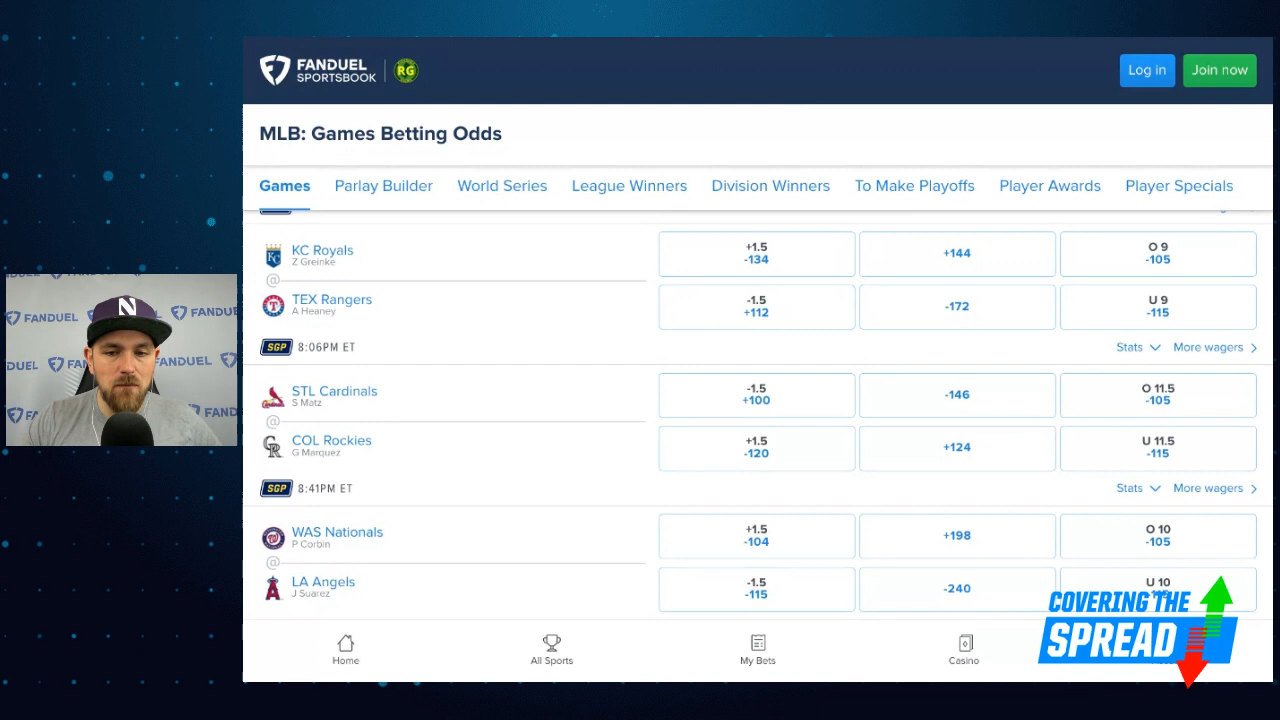 FANDUEL
SPORTSBOOK
RG
Log in
Join now
MLB: Games Betting Odds
Games
Parlay Builder
World Series
League Winners
Division Winners
To Make Playoffs
Player Awards
Player Specials
KC Royals
Z Greinke
+1.5
-134
+144
O 9
-105
@
TEX Rangers
A Heaney
-1.5
+112
-172
U 9
-115
SGP 8:06PM ET
Stats
More wagers
STL Cardinals
S Matz
-1.5
+100
-146
O 11.5
-105
@
COL Rockies
G Marquez
+1.5
-120
+124
U 11.5
-115
SGP 8:41PM ET
Stats
More wagers
WAS Nationals
P Corbin
+1.5
-104
+198
O 10
-105
@
LA Angels
J Suarez
-1.5
-115
-240
U 10
Home
All Sports
My Bets
Casino
COVERING THE
SPREAD
FANDUEL
FANDUEL
N